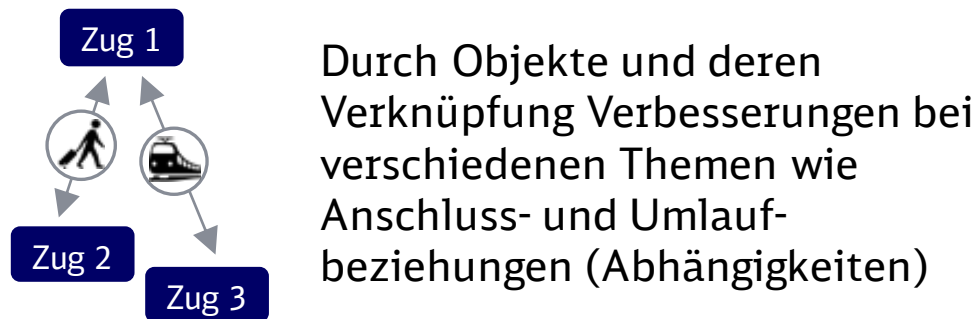 Zug 1
Zug 2
Zug 3
Durch Objekte und deren
Verknüpfung Verbesserungen bei
verschiedenen Themen wie
Anschluss- und Umlauf-
beziehungen (Abhängigkeiten)